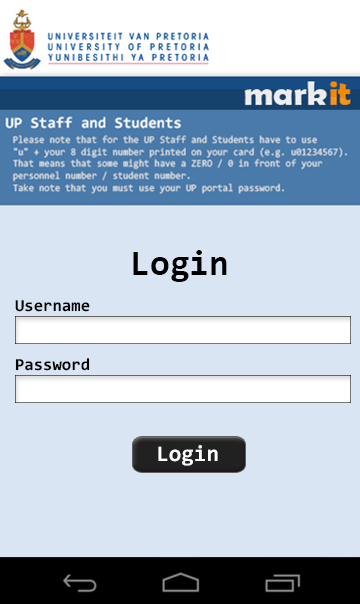 UNIVERSITEIT VAN PRETORIA
UNIVERSITY OF PRETORIA
YUNIBESITHI YA PRETORIA
markit
UP Staff and Students
Please note that for the UP Staff and Students have to use
"u" + your 8 digit number printed on your card (e.g. u01234567).
That means that some might have a ZERO / 0 in front of your
personnel number / student number.
Take note that you must use your UP portal password.
Login
Username
Password
Login